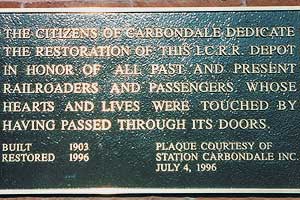 THE CITIZENS OF CARBONDALE DEDICATE
THE RESTORATION OF THIS I.C.R.R. DEPOT
IN HONOR OF ALL PAST AND PRESENT
RAILROADERS AND PASSENGERS, WHOSE
HEARTS AND LIVES WERE TOUCHED BY
HAVING PASSED THROUGH ITS DOORS.
BUILT 1903 PLAQUE COURTESY OF
RESTORED 1996 STATION CARBONDALE INC.
JULY 4, 1996